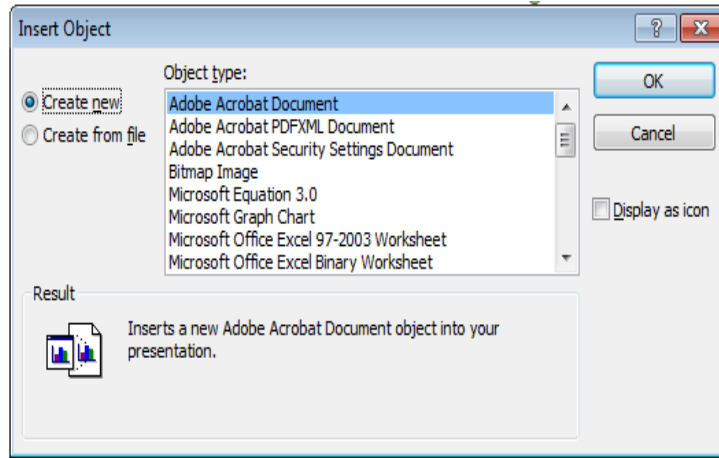 Insert Object
Object type:
Create new
Create from file
Adobe Acrobat Document
Adobe Acrobat PDFXML Document
Adobe Acrobat Security Settings Document
Bitmap Image
Microsoft Equation 3.0
Microsoft Graph Chart
Microsoft Office Excel 97-2003 Worksheet
Microsoft Office Excel Binary Worksheet
OK
Cancel
Display as icon
Result
Inserts a new Adobe Acrobat Document object into your
presentation.